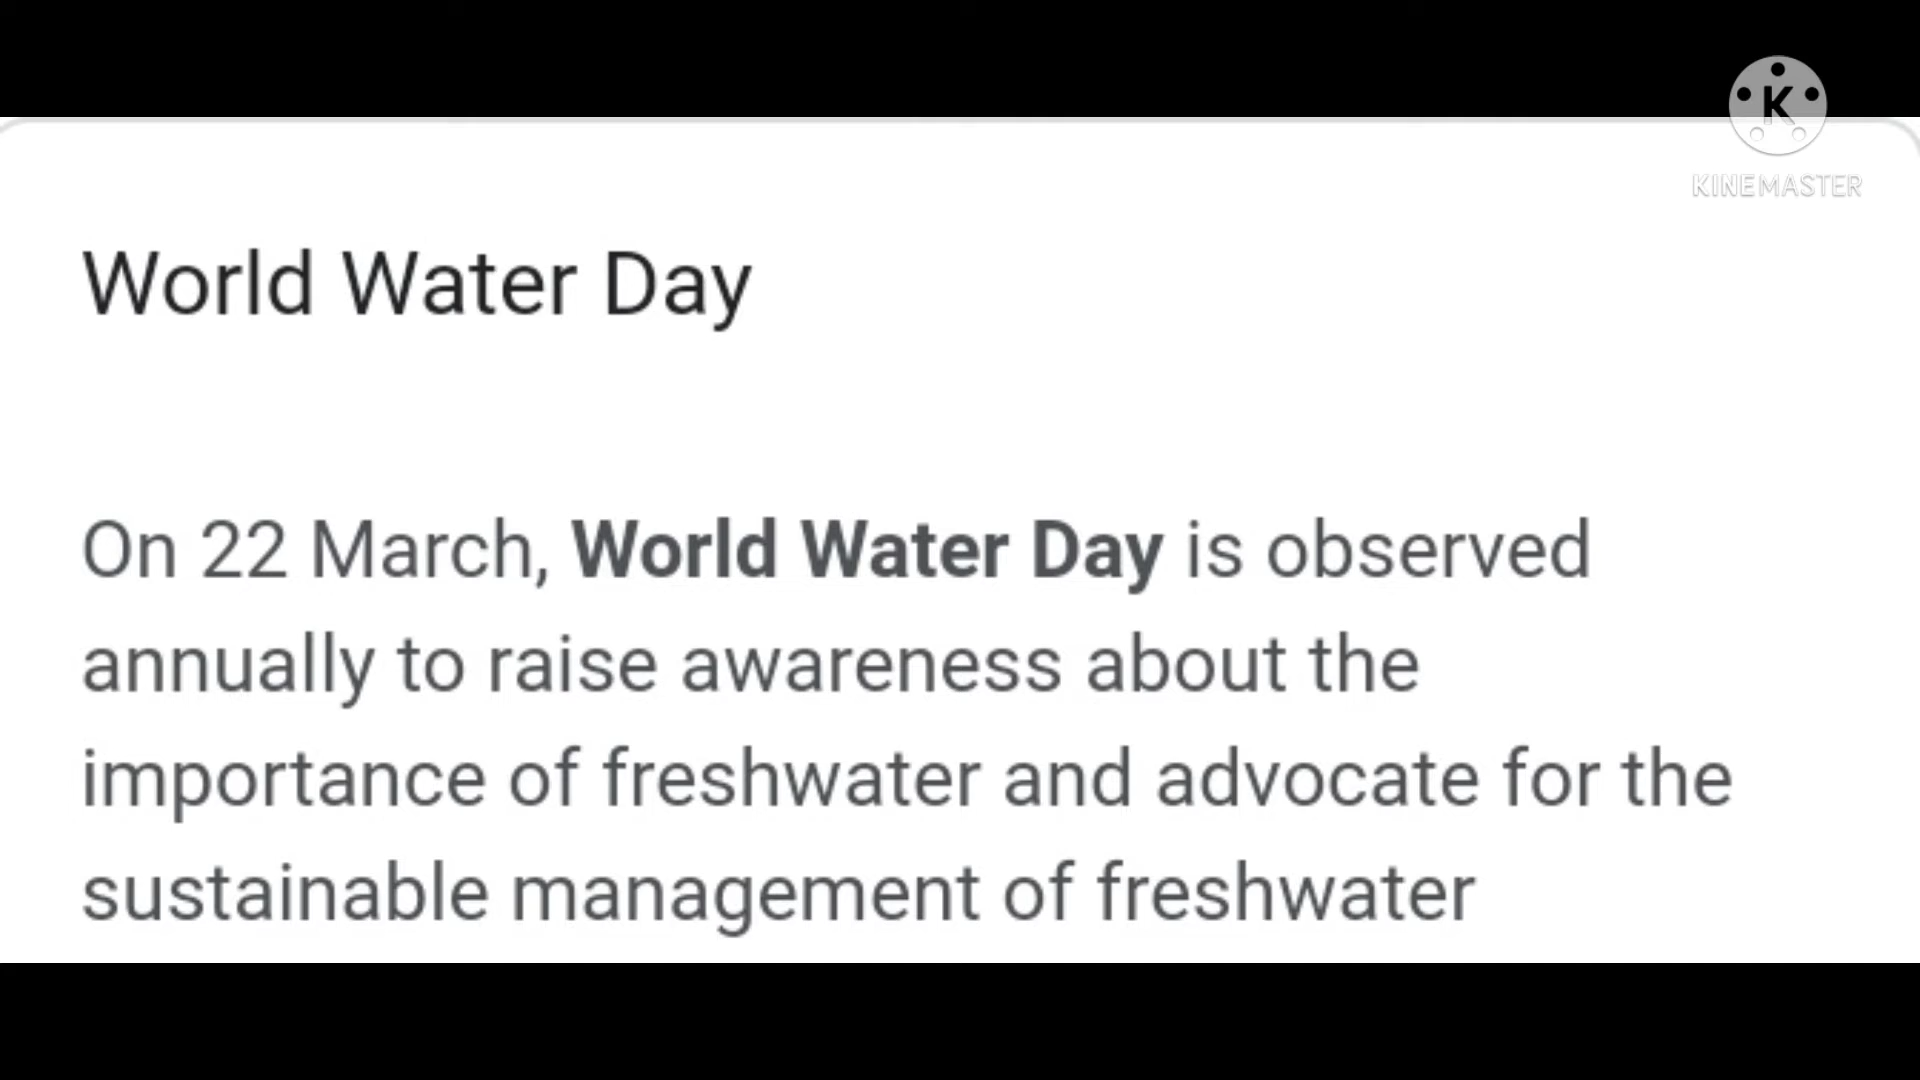 K
KINEMASTER
World Water Day
On 22 March, World Water Day is observed
annually to raise awareness about the
importance of freshwater and advocate for the
sustainable management of freshwater